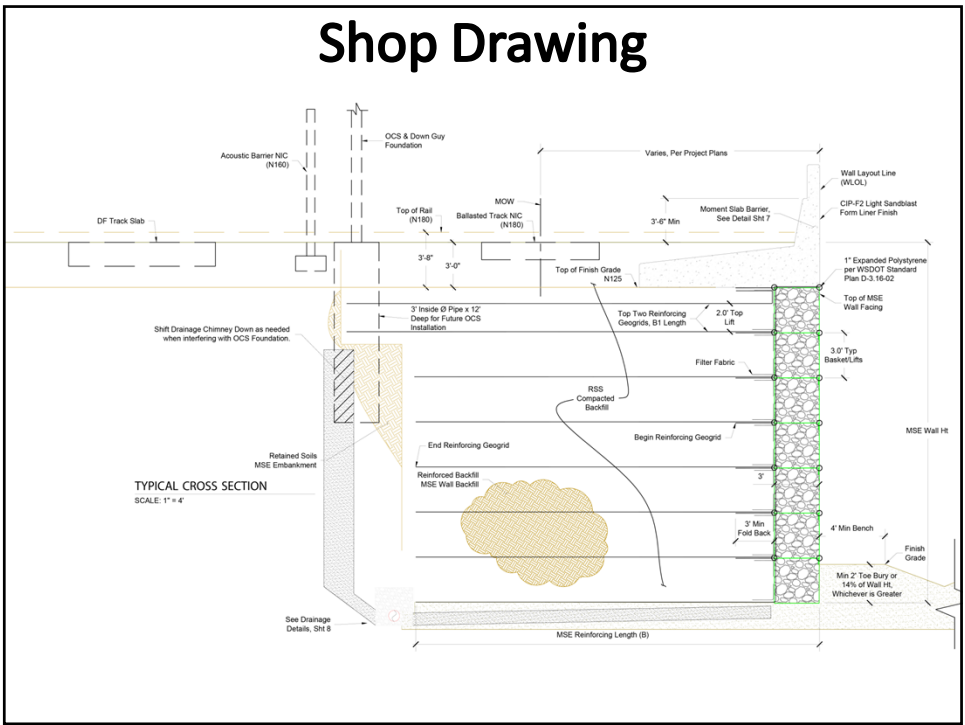 Shop Drawing
OCS & Down Guy
Foundation
Acoustic Barrier NIC
(N160)
Varies, Per Project Plans
Wall Layout Line
(WLOL)
CIP-F2 Light Sandblast
Form Liner Finish
MOW
Moment Slab Barrier,
See Detail Sht 7
DF Track Slab
Top of Rail
(N180)
Ballasted Track NIC
(N180)
3'-6" Min
3'-8"
3'-0"
Top of Finish Grade
N125
1" Expanded Polystyrene
per WSDOT Standard
Plan D-3.16-02
Top of MSE
Wall Facing
3' Inside Ø Pipe x 12'
Deep for Future OCS
Installation
Top Two Reinforcing
Geogrids, B1 Length
2.0' Top
Lift
Shift Drainage Chimney Down as needed
when interfering with OCS Foundation.
3.0' Typ
Basket/Lifts
Filter Fabric
RSS
Compacted
Backfill
MSE Wall Ht
Begin Reinforcing Geogrid
End Reinforcing Geogrid
Retained Soils
MSE Embankment
Reinforced Backfill
MSE Wall Backfill
3'
TYPICAL CROSS SECTION
SCALE: 1" = 4'
3' Min
Fold Back
4' Min Bench
Finish
Grade
Min 2' Toe Bury or
14% of Wall Ht,
Whichever is Greater
See Drainage
Details, Sht 8
MSE Reinforcing Length (B)